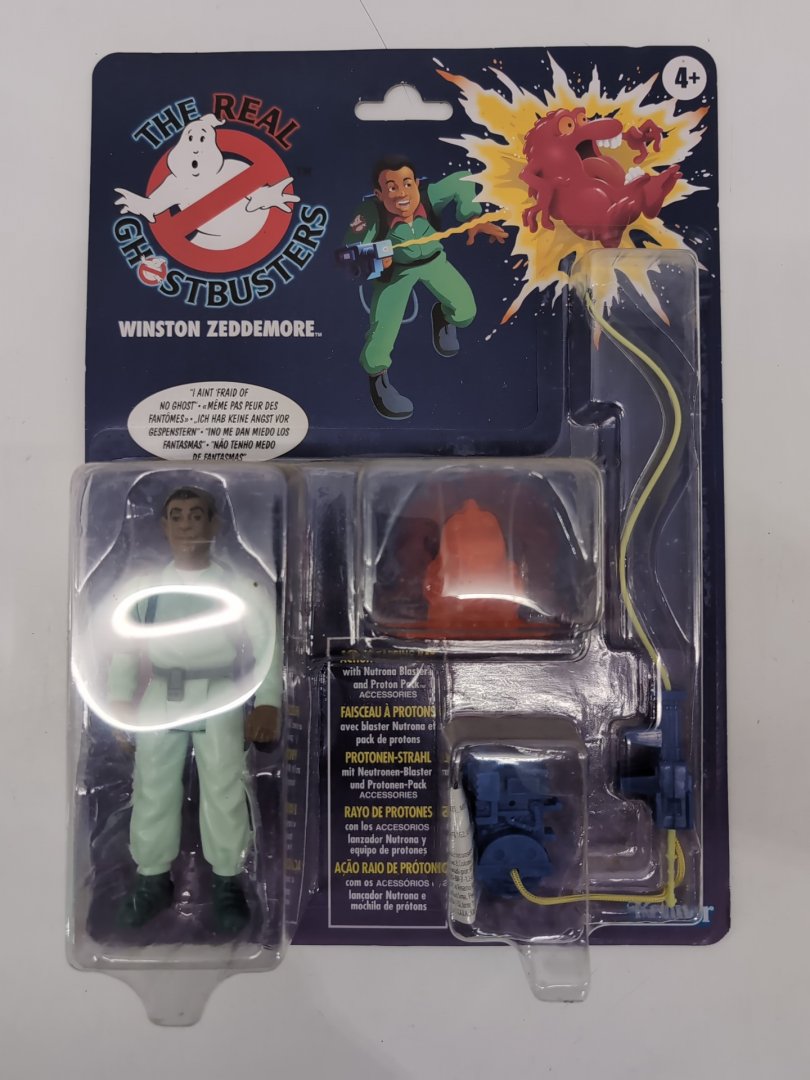 THE REAL
GHOSTBUSTERS
™
4+
WINSTON ZEDDEMORE™
"I AINT 'FRAID OF
NO GHOST" • «MÊME PAS PEUR DES
FANTÔMES» • „ICH HAB KEINE ANGST VOR
GESPENSTERN" • "¡NO ME DAN MIEDO LOS
FANTASMAS" • "NÃO TENHO MEDO
DE FANTASMAS"
with Nutrona Blaster
and Proton Pack™
ACCESSORIES
FAISCEAU À PROTONS
avec blaster Nutrona et
pack de protons
PROTONEN-STRAHL
mit Neutronen-Blaster
und Protonen-Pack
ACCESSORIES
RAYO DE PROTONES
con los ACCESORIOS
lanzador Nutrona y
equipo de protones
AÇÃO RAIO DE PRÓTONIC
com os ACESSÓRIOS
lançador Nutrona e
mochila de prótons
Kenner